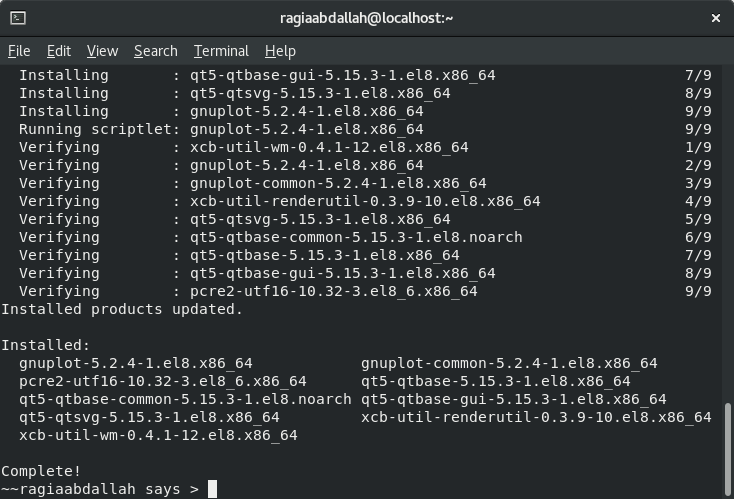 ragiaabdallah@localhost:~
File Edit View Search Terminal Help
Installing : qt5-qtbase-gui-5.15.3-1.el8.x86_64 7/9
Installing : qt5-qtsvg-5.15.3-1.el8.x86_64 8/9
Installing : gnuplot-5.2.4-1.el8.x86_64 9/9
Running scriptlet: gnuplot-5.2.4-1.el8.x86_64 9/9
Verifying : xcb-util-wm-0.4.1-12.el8.x86_64 1/9
Verifying : gnuplot-5.2.4-1.el8.x86_64 2/9
Verifying : gnuplot-common-5.2.4-1.el8.x86_64 3/9
Verifying : xcb-util-renderutil-0.3.9-10.el8.x86_64 4/9
Verifying : qt5-qtsvg-5.15.3-1.el8.x86_64 5/9
Verifying : qt5-qtbase-common-5.15.3-1.el8.noarch 6/9
Verifying : qt5-qtbase-5.15.3-1.el8.x86_64 7/9
Verifying : qt5-qtbase-gui-5.15.3-1.el8.x86_64 8/9
Verifying : pcre2-utf16-10.32-3.el8_6.x86_64 9/9
Installed products updated.
Installed:
gnuplot-5.2.4-1.el8.x86_64 gnuplot-common-5.2.4-1.el8.x86_64
pcre2-utf16-10.32-3.el8_6.x86_64 qt5-qtbase-5.15.3-1.el8.x86_64
qt5-qtbase-common-5.15.3-1.el8.noarch qt5-qtbase-gui-5.15.3-1.el8.x86_64
qt5-qtsvg-5.15.3-1.el8.x86_64 xcb-util-renderutil-0.3.9-10.el8.x86_64
xcb-util-wm-0.4.1-12.el8.x86_64
Complete!
~~ragiaabdallah says >